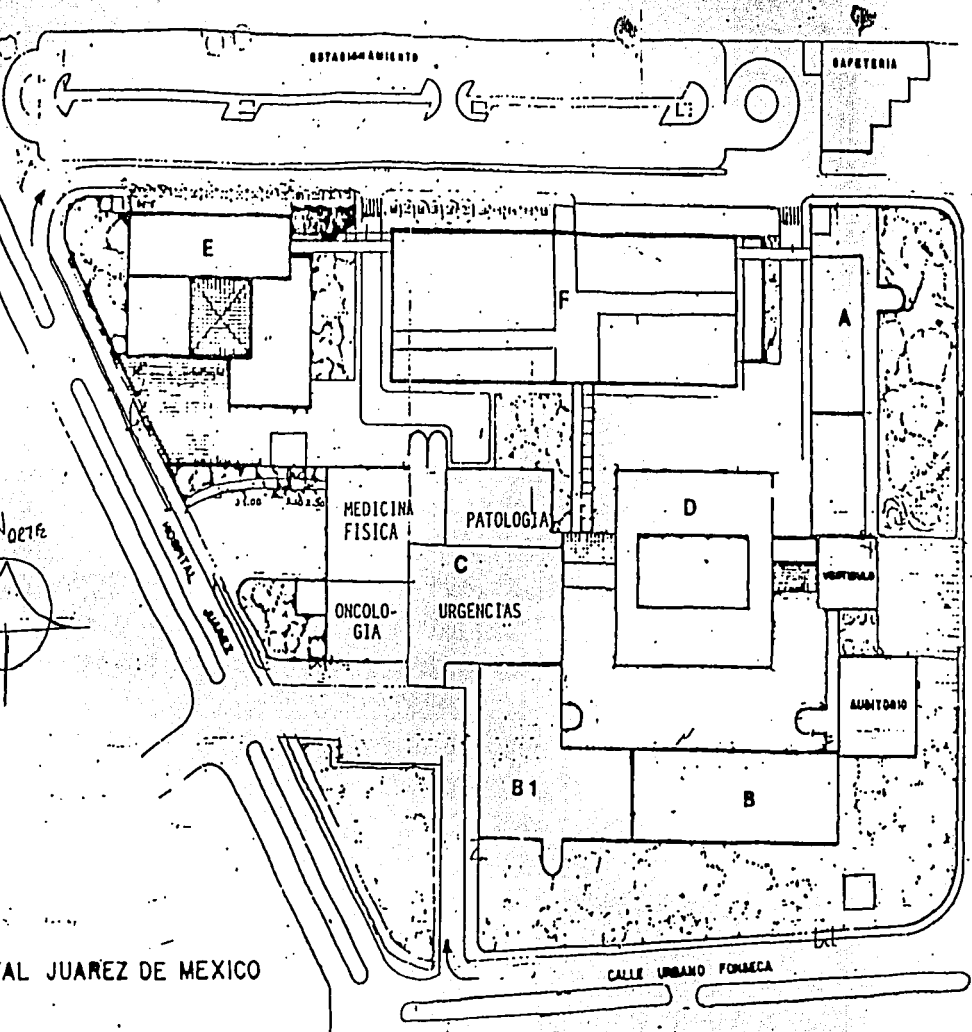 ESTACIONAMIENTO
CAFETERIA
E
F
A
NORTE
MEDICINA
FISICA
PATOLOGIA
D
C
HOSPITAL
JUAREZ
ONCOLO-
GIA
URGENCIAS
VESTIBULO
AUDITORIO
B1
B
AL JUAREZ DE MEXICO
CALLE URBANO FONSECA